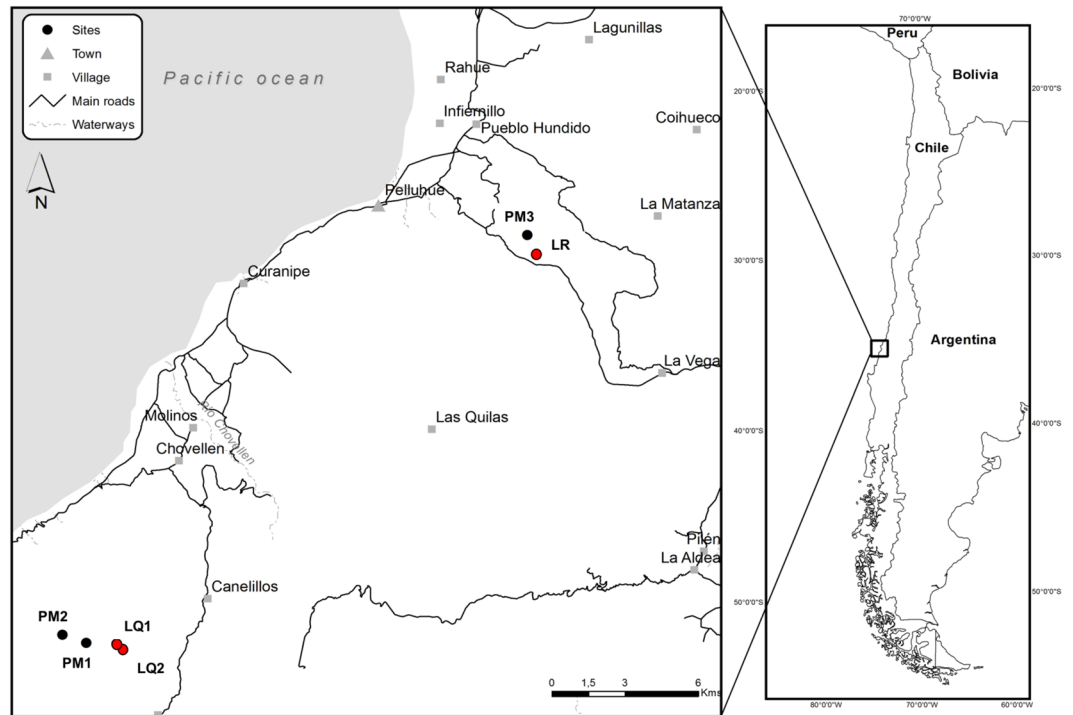 Sites
Town
Village
Main roads
Waterways
N
Pacific ocean
Lagunillas
Rahue
Infiernillo
Pueblo Hundido
Coihueco
Pelluhue
La Matanza
PM3
LR
Curanipe
La Vega
Las Quilas
Molinos
Río Chovellen
Chovellen
Pilén
La Aldea
Canelillos
PM2
LQ1
PM1
LQ2
0 1,5 3 6
Kms
70°0'0"W
Peru
Bolivia
20°0'0"S
20°0'0"S
Chile
30°0'0"S
30°0'0"S
Argentina
40°0'0"S
40°0'0"S
50°0'0"S
50°0'0"S
80°0'0"W 70°0'0"W 60°0'0"W